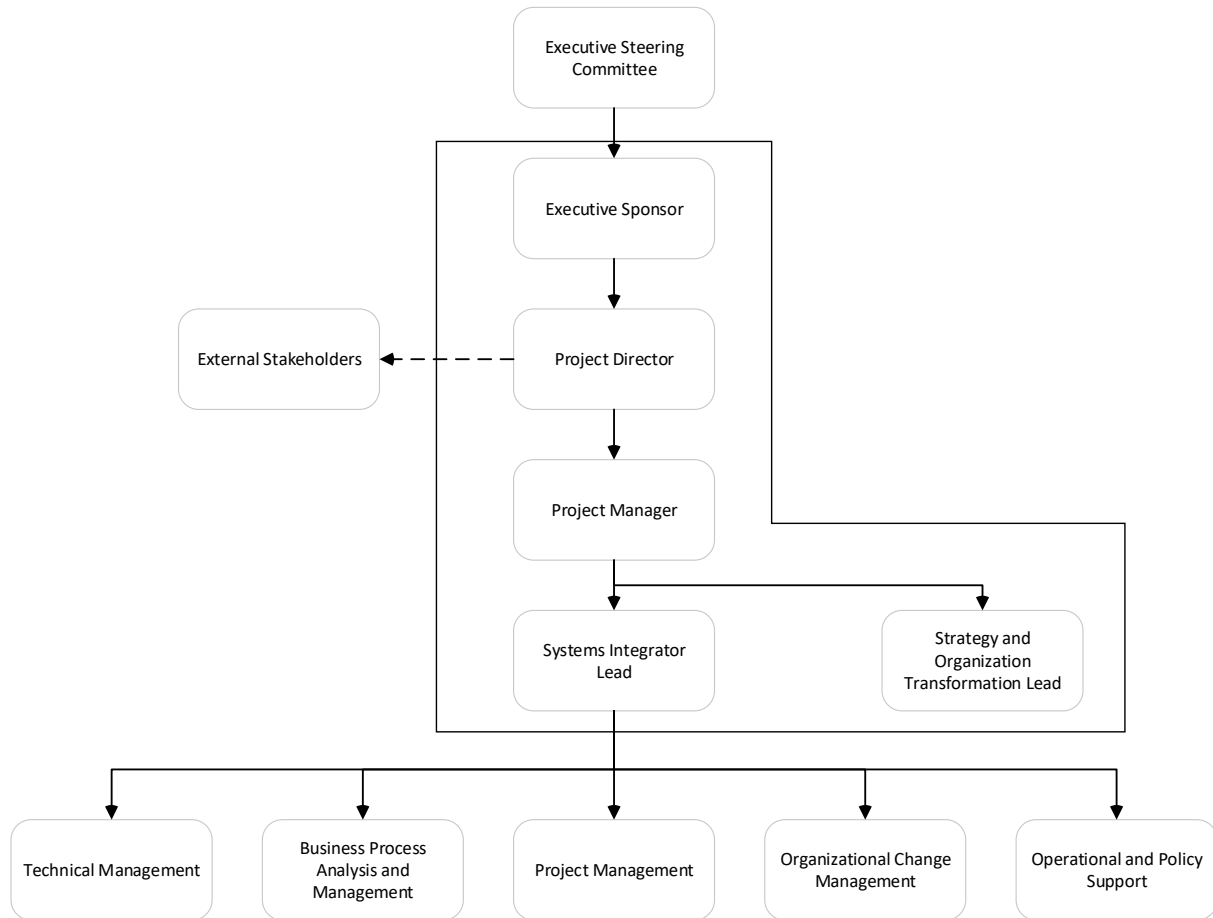 Executive Steering
Committee
Executive Sponsor
External Stakeholders
Project Director
Project Manager
Systems Integrator
Lead
Strategy and
Organization
Transformation Lead
Technical Management
Business Process
Analysis and
Management
Project Management
Organizational Change
Management
Operational and Policy
Support